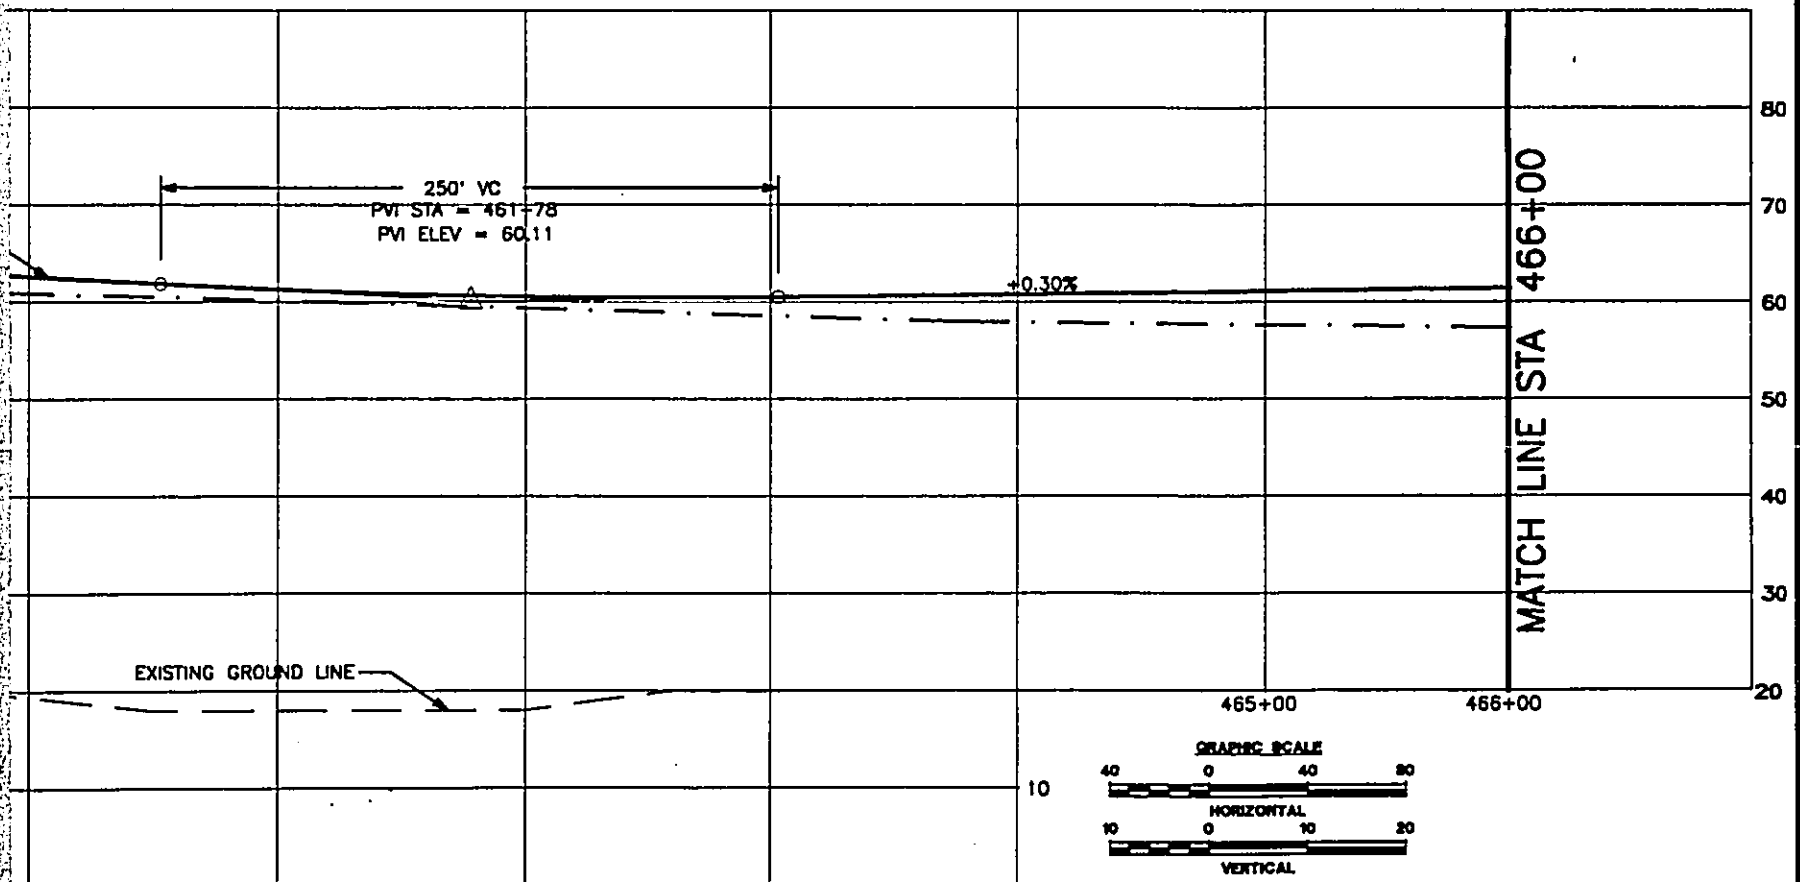 80
250' VC
PVI STA = 461+78
70
PVI ELEV = 60.11
+0.30%
60
50
40
30
MATCH LINE STA 466+00
EXISTING GROUND LINE
20
465+00
466+00
GRAPHIC SCALE
40 0 40 80
HORIZONTAL
10
10 0 10 20
VERTICAL